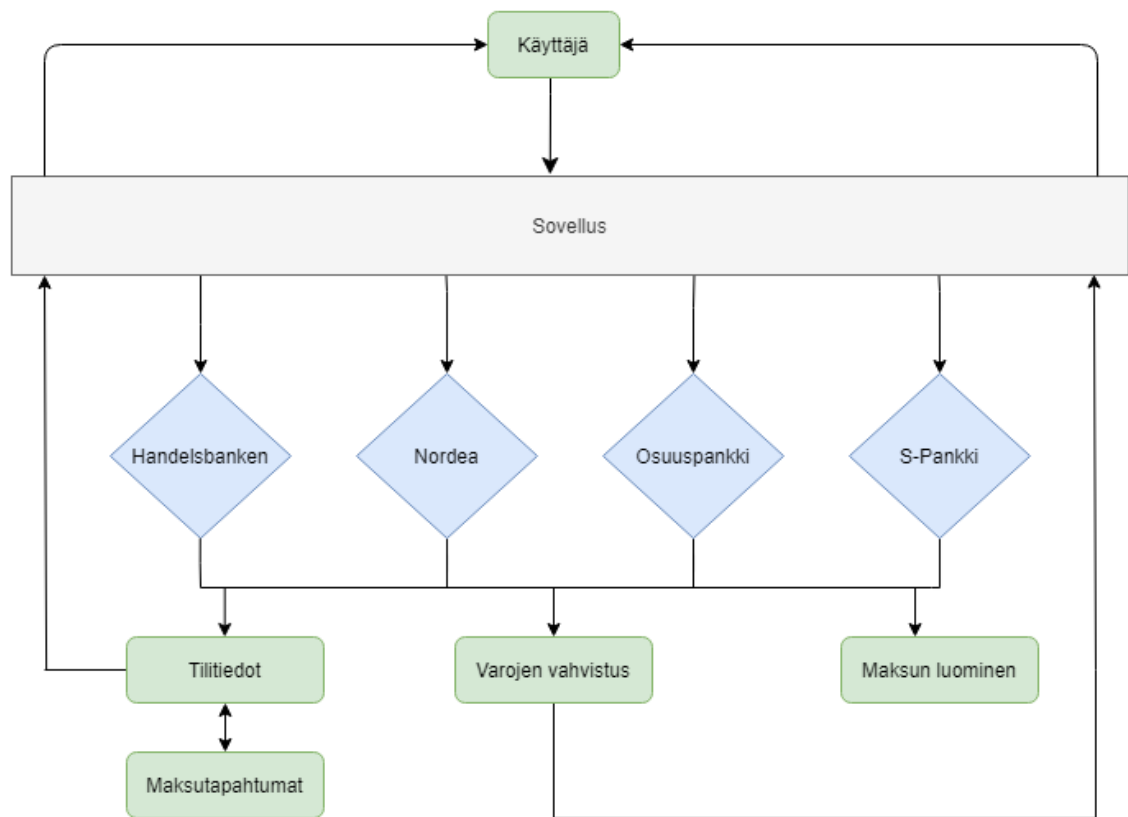 Käyttäjä
Sovellus
Handelsbanken
Nordea
Osuuspankki
S-Pankki
Tilitiedot
Varojen vahvistus
Maksun luominen
Maksutapahtumat